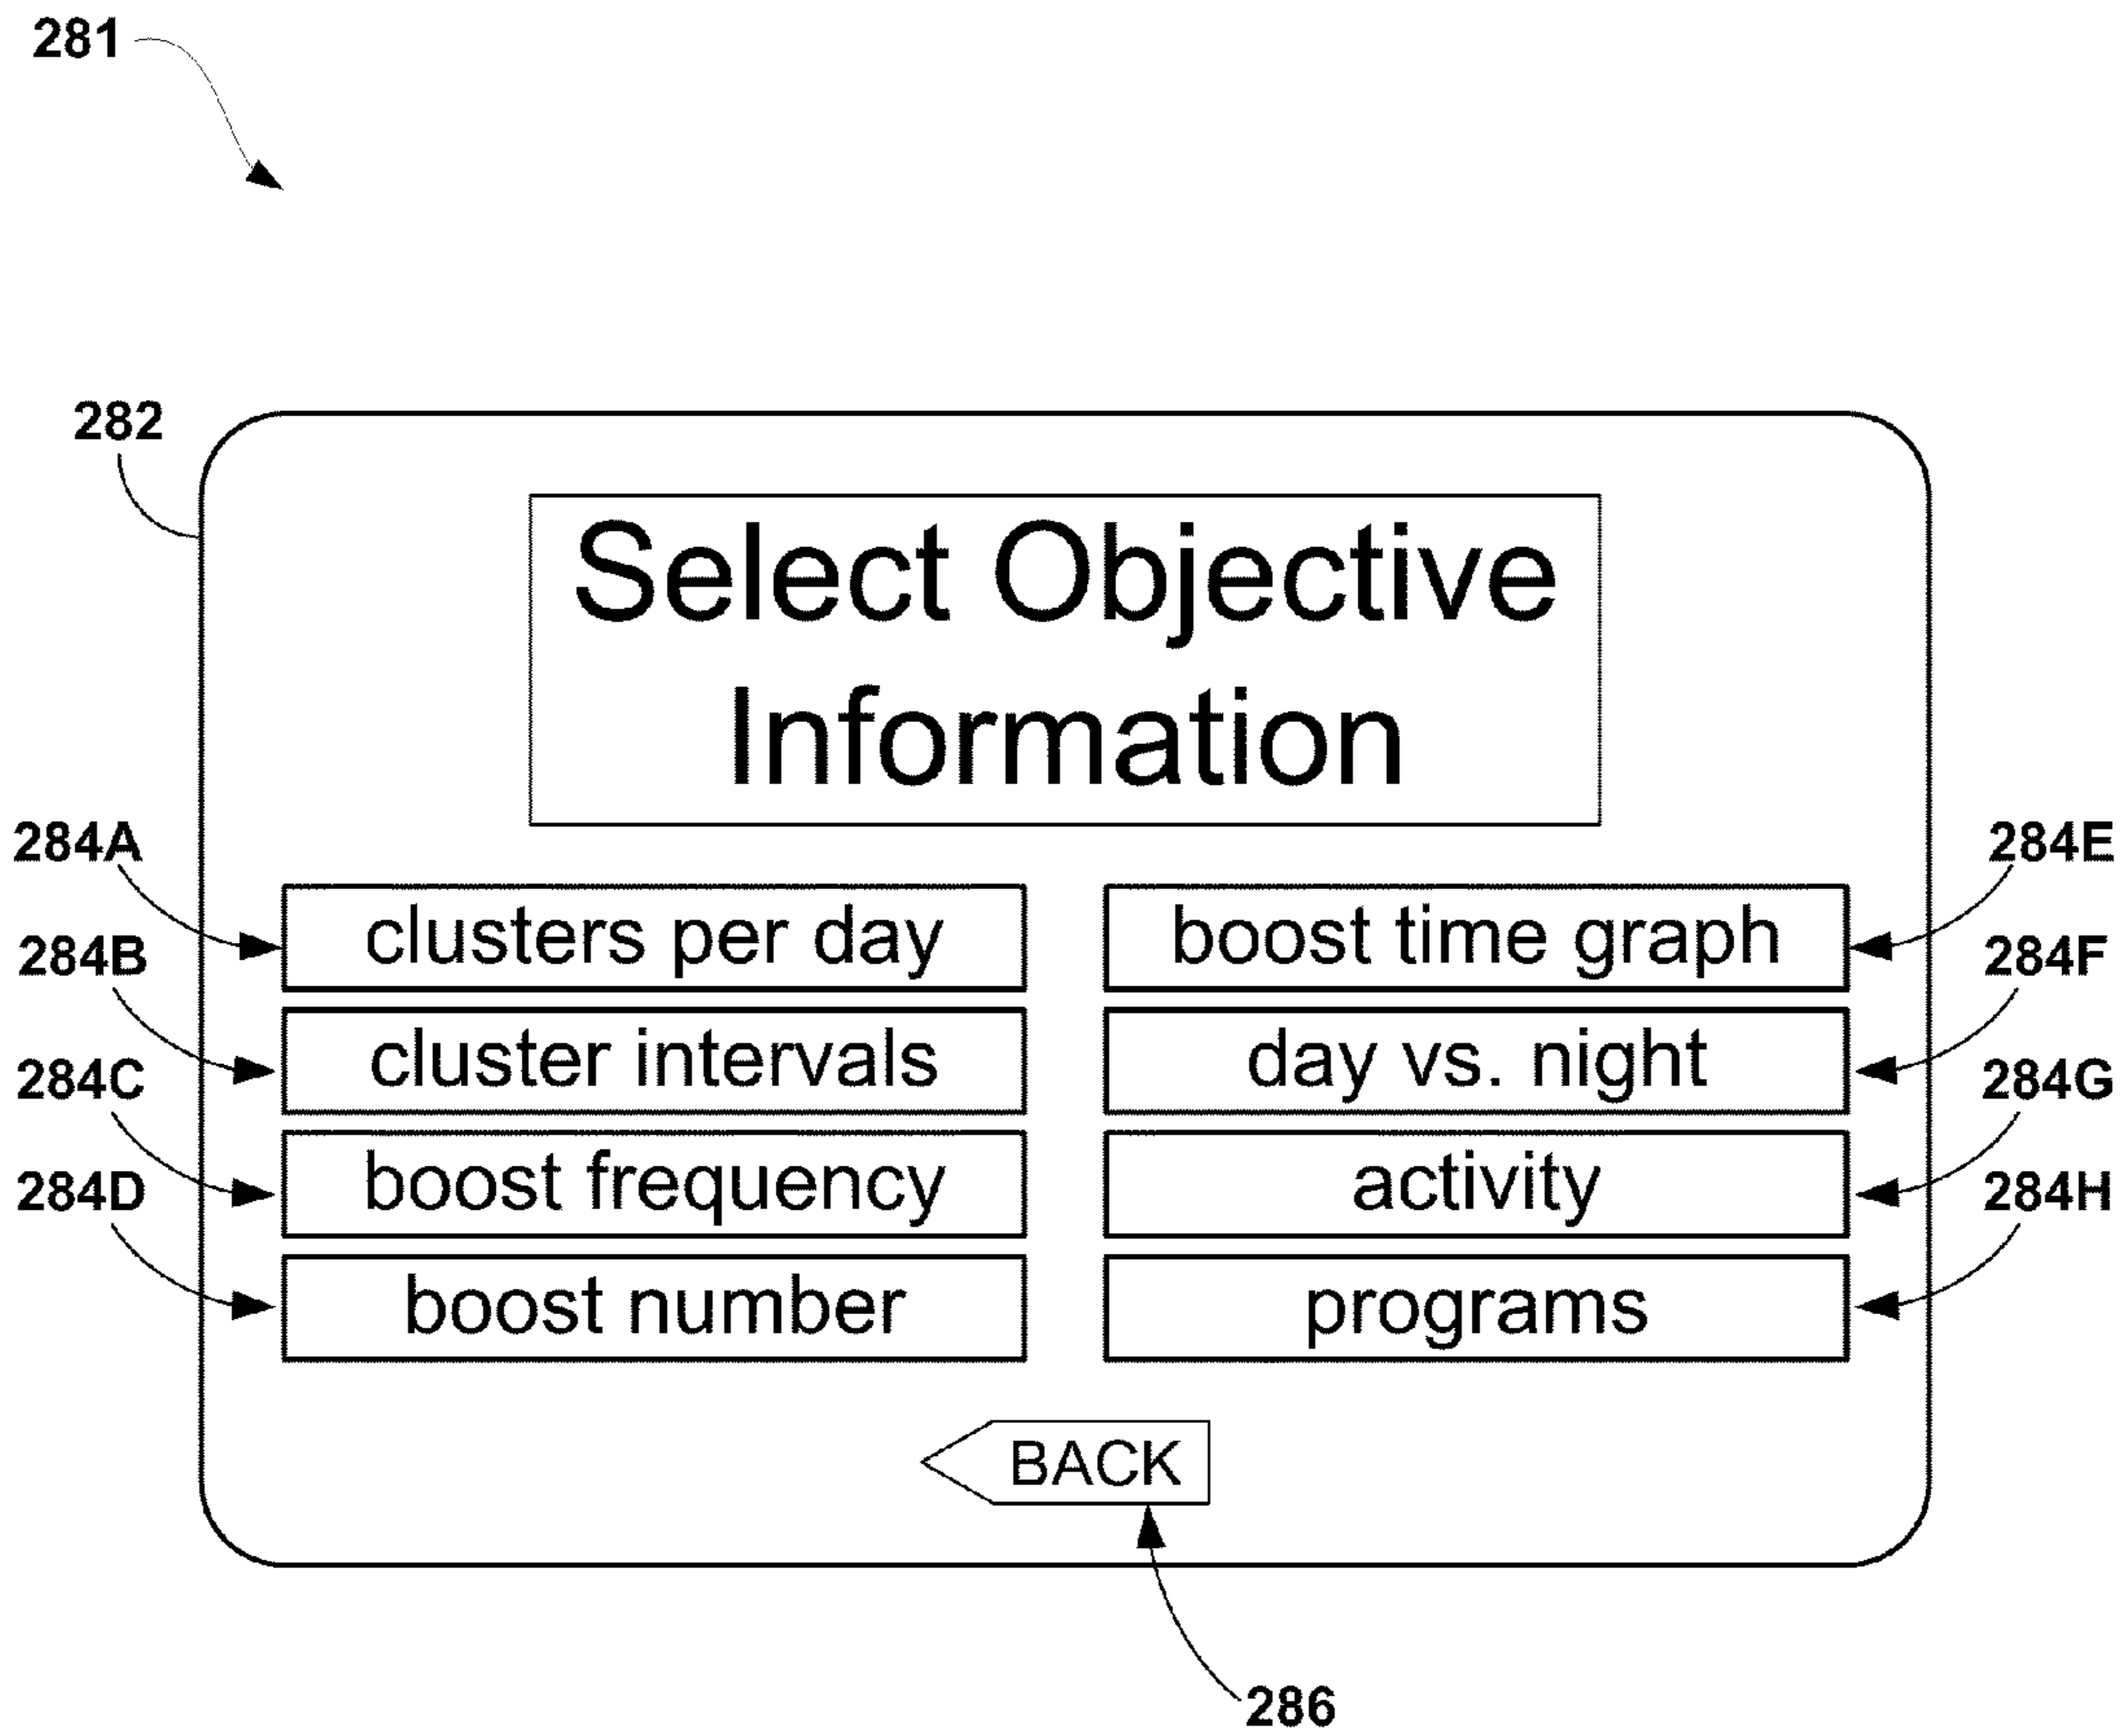 281
282
Select Objective
Information
284A
clusters per day
boost time graph
284E
284B
cluster intervals
day vs. night
284F
284C
boost frequency
activity
284G
284D
boost number
programs
284H
BACK
286